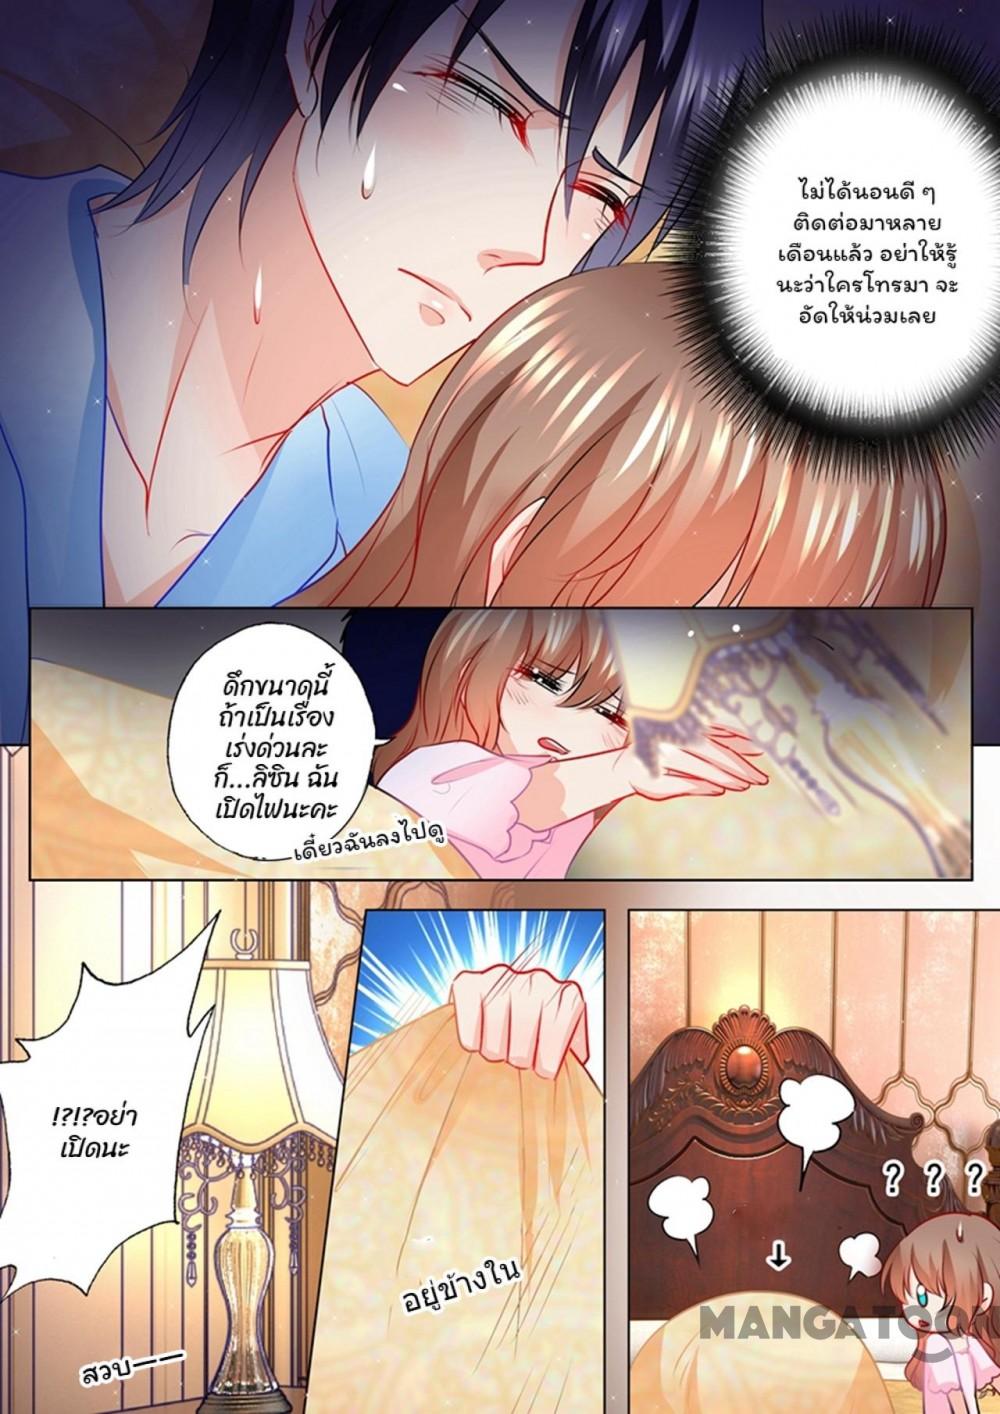 ไม่ได้นอนดี ๆ
ติดต่อมาหลาย
เดือนแล้ว อย่าให้รู้
นะว่าใครโทรมา จะ
อัดให้น่วมเลย
ดึกขนาดนี้
ถ้าเป็นเรื่อง
เร่งด่วนละ
ก็...ลิซิน ฉัน
เปิดไฟนะคะ
เดี๋ยวฉันลงไปดู
!?!?อย่า
เปิดนะ
สวบ——
อยู่ข้างใน
? ? ?
MANGATOON